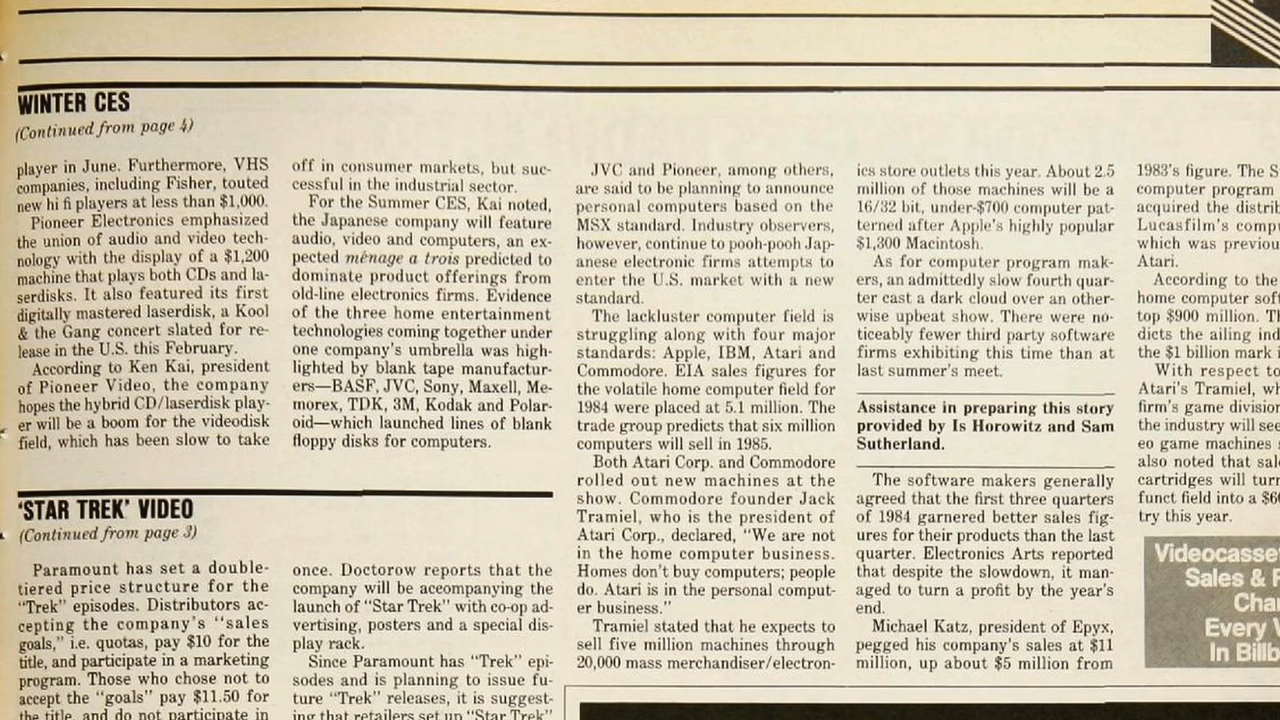 WINTER CES
(Continued from page 4)
player in June. Furthermore, VHS
companies, including Fisher, touted
new hi fi players at less than $1,000.
Pioneer Electronics emphasized
the union of audio and video tech-
nology with the display of a $1,200
machine that plays both CDs and la-
serdisks. It also featured its first
digitally mastered laserdisk, a Kool
& the Gang concert slated for re-
lease in the U.S. this February.
According to Ken Kai, president
of Pioneer Video, the company
hopes the hybrid CD/laserdisk play-
er will be a boom for the videodisk
field, which has been slow to take
off in consumer markets, but suc-
cessful in the industrial sector.
For the Summer CES, Kai noted,
the Japanese company will feature
audio, video and computers, an ex-
pected ménage a trois predicted to
dominate product offerings from
old-line electronics firms. Evidence
of the three home entertainment
technologies coming together under
one company's umbrella was high-
lighted by blank tape manufactur-
ers—BASF, JVC, Sony, Maxell, Me-
morex, TDK, 3M, Kodak and Polar-
oid—which launched lines of blank
floppy disks for computers.
JVC and Pioneer, among others,
are said to be planning to announce
personal computers based on the
MSX standard. Industry observers,
however, continue to pooh-pooh Jap-
anese electronic firms attempts to
enter the U.S. market with a new
standard.
The lackluster computer field is
struggling along with four major
standards: Apple, IBM, Atari and
Commodore. EIA sales figures for
the volatile home computer field for
1984 were placed at 5.1 million. The
trade group predicts that six million
computers will sell in 1985.
Both Atari Corp. and Commodore
rolled out new machines at the
show. Commodore founder Jack
Tramiel, who is the president of
Atari Corp., declared, "We are not
in the home computer business.
Homes don't buy computers; people
do. Atari is in the personal comput-
er business."
Tramiel stated that he expects to
sell five million machines through
20,000 mass merchandiser/electron-
ics store outlets this year. About 2.5
million of those machines will be a
16/32 bit, under-$700 computer pat-
terned after Apple's highly popular
$1,300 Macintosh.
As for computer program mak-
ers, an admittedly slow fourth quar-
ter cast a dark cloud over an other-
wise upbeat show. There were no-
ticeably fewer third party software
firms exhibiting this time than at
last summer's meet.
Assistance in preparing this story
provided by Is Horowitz and Sam
Sutherland.
The software makers generally
agreed that the first three quarters
of 1984 garnered better sales fig-
ures for their products than the last
quarter. Electronics Arts reported
that despite the slowdown, it man-
aged to turn a profit by the year's
end.
Michael Katz, president of Epyx,
pegged his company's sales at $11
million, up about $5 million from
1983's figure. The
computer program
acquired the
Lucasfilm's
which was
Atari.
According to the
home computer
top $900 million.
dicts the ailing
the $1 billion mark
With respect to
Atari's Tramiel,
firm's game
the industry will see
eo game machines
also noted that
cartridges will turn
funct field into a
try this year.
Sales &
Every
In
'STAR TREK' VIDEO
(Continued from page 3)
Paramount has set a double-
tiered price structure for the
"Trek" episodes. Distributors ac-
cepting the company's "sales
goals," i.e. quotas, pay $10 for the
title, and participate in a marketing
program. Those who chose not to
accept the "goals" pay $11.50 for
the title, and do not participate in
once. Doctorow reports that the
company will be accompanying the
launch of "Star Trek" with co-op ad-
vertising, posters and a special dis-
play rack.
Since Paramount has "Trek" epi-
sodes and is planning to issue fu-
ture "Trek" releases, it is suggest-
ing that retailers set up "Star Trek"